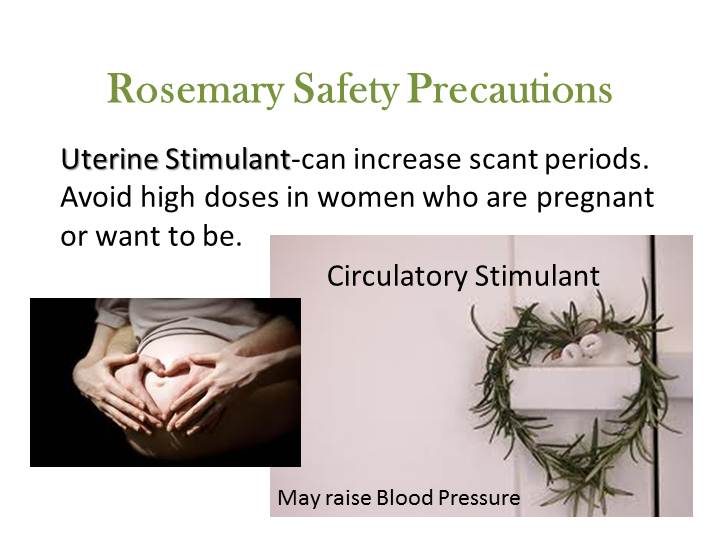 Rosemary Safety Precautions
Uterine Stimulant-can increase scant periods.
Avoid high doses in women who are pregnant
or want to be.
Circulatory Stimulant
May raise Blood Pressure